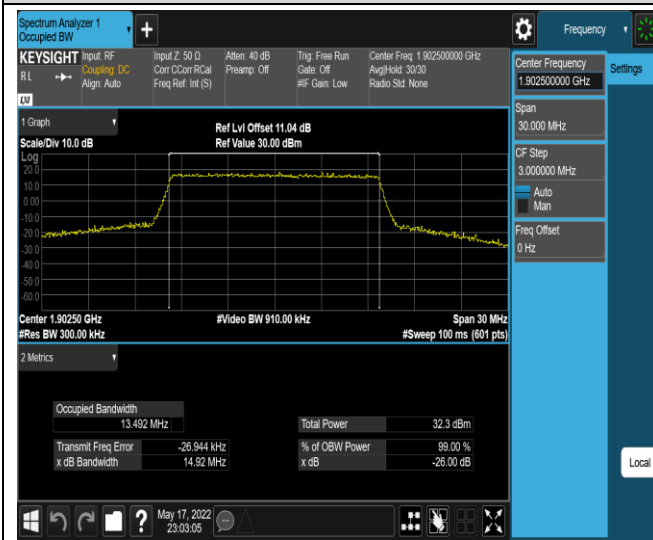 Spectrum Analyzer 1
Occupied BW
+
Frequency
KEYSIGHT
RL
LXI
Input: RF
Coupling: DC
Align: Auto
Input Z: 50 Ω
Corr CCorr RCal
Freq Ref: Int (S)
Atten: 40 dB
Preamp: Off
Trig: Free Run
Gate: Off
#IF Gain: Low
Center Freq: 1.902500000 GHz
Avg|Hold: 30/30
Radio Std: None
Center Frequency
1.902500000 GHz
Settings
Span
30.000 MHz
CF Step
3.000000 MHz
Auto
Man
Freq Offset
0 Hz
1 Graph
Scale/Div 10.0 dB
Ref Lvl Offset 11.04 dB
Ref Value 30.00 dBm
Log
20.0
10.0
0.00
-10.0
-20.0
-30.0
-40.0
-50.0
-60.0
Center 1.90250 GHz
#Video BW 910.00 kHz
Span 30 MHz
#Res BW 300.00 kHz
#Sweep 100 ms (601 pts)
2 Metrics
Occupied Bandwidth
13.492 MHz
Total Power 32.3 dBm
Transmit Freq Error -26.944 kHz
% of OBW Power 99.00 %
x dB Bandwidth 14.92 MHz
x dB -26.00 dB
Local
?
May 17, 2022
23:03:05